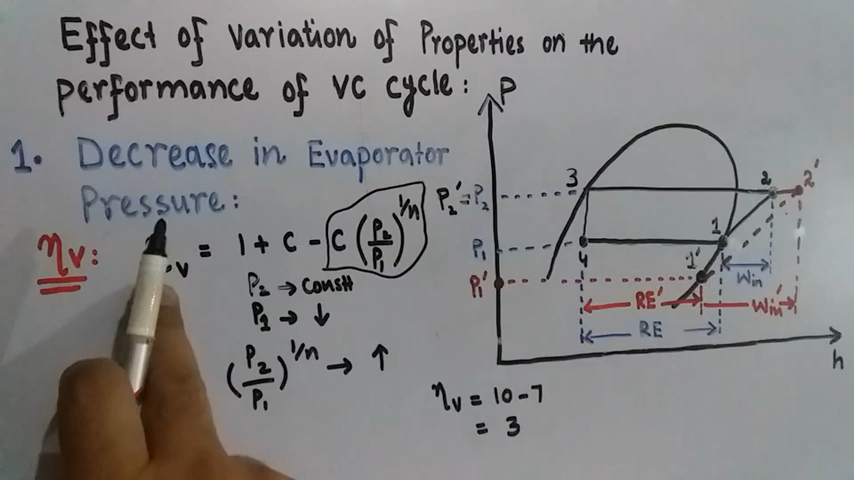 Effect of variation of Properties on the
performance of VC cycle:
1. Decrease in Evaporator
Pressure:
ηv:
v = 1 + C - C (P2/P1)^1/n
P2 → Const
P1 → ↓
(P2/P1)^1/n → ↑
ηv = 10 - 7
= 3
P
P2' = P2
P1
P1'
3
2
2'
4
1
1'
Win
RE'
Win'
RE
h